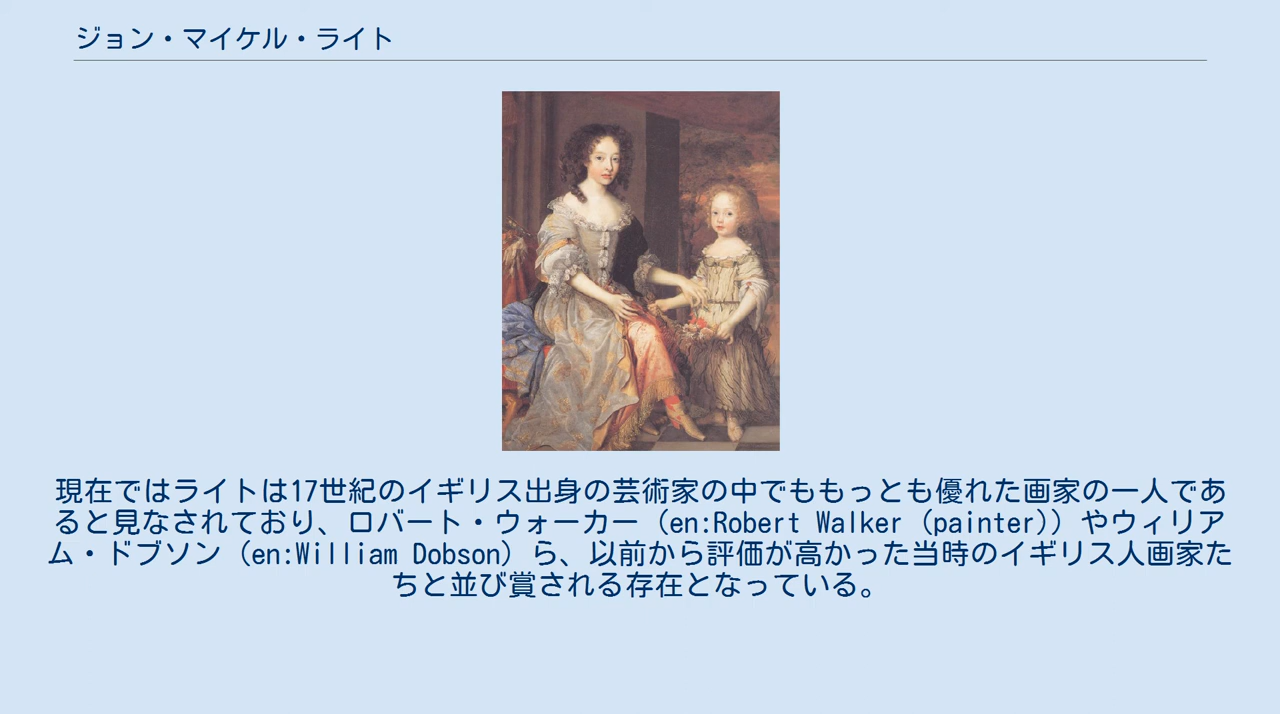 ジョン・マイケル・ライト
現在ではライトは17世紀のイギリス出身の芸術家の中でももっとも優れた画家の一人であ
ると見なされており、ロバート・ウォーカー（en:Robert Walker (painter)）やウィリア
ム・ドブソン（en:William Dobson）ら、以前から評価が高かった当時のイギリス人画家た
ちと並び賞される存在となっている。